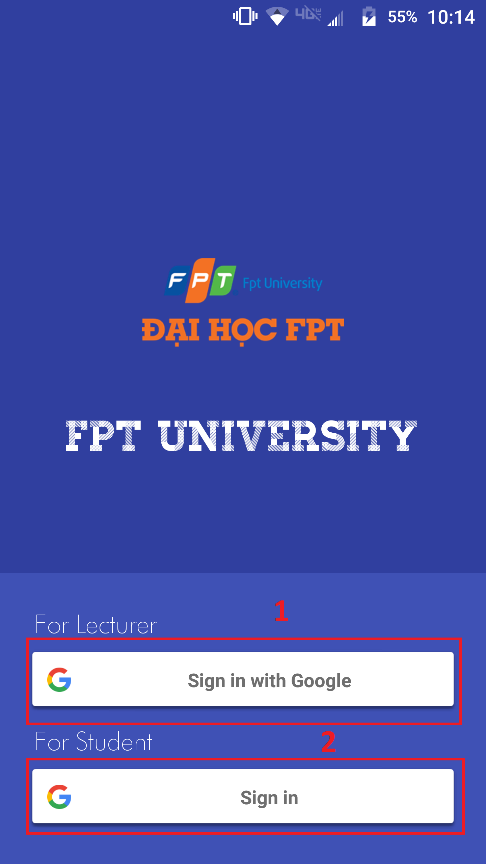 55% 10:14
FPT Fpt University
ĐẠI HỌC FPT
FPT UNIVERSITY
1
For Lecturer
Sign in with Google
2
For Student
Sign in